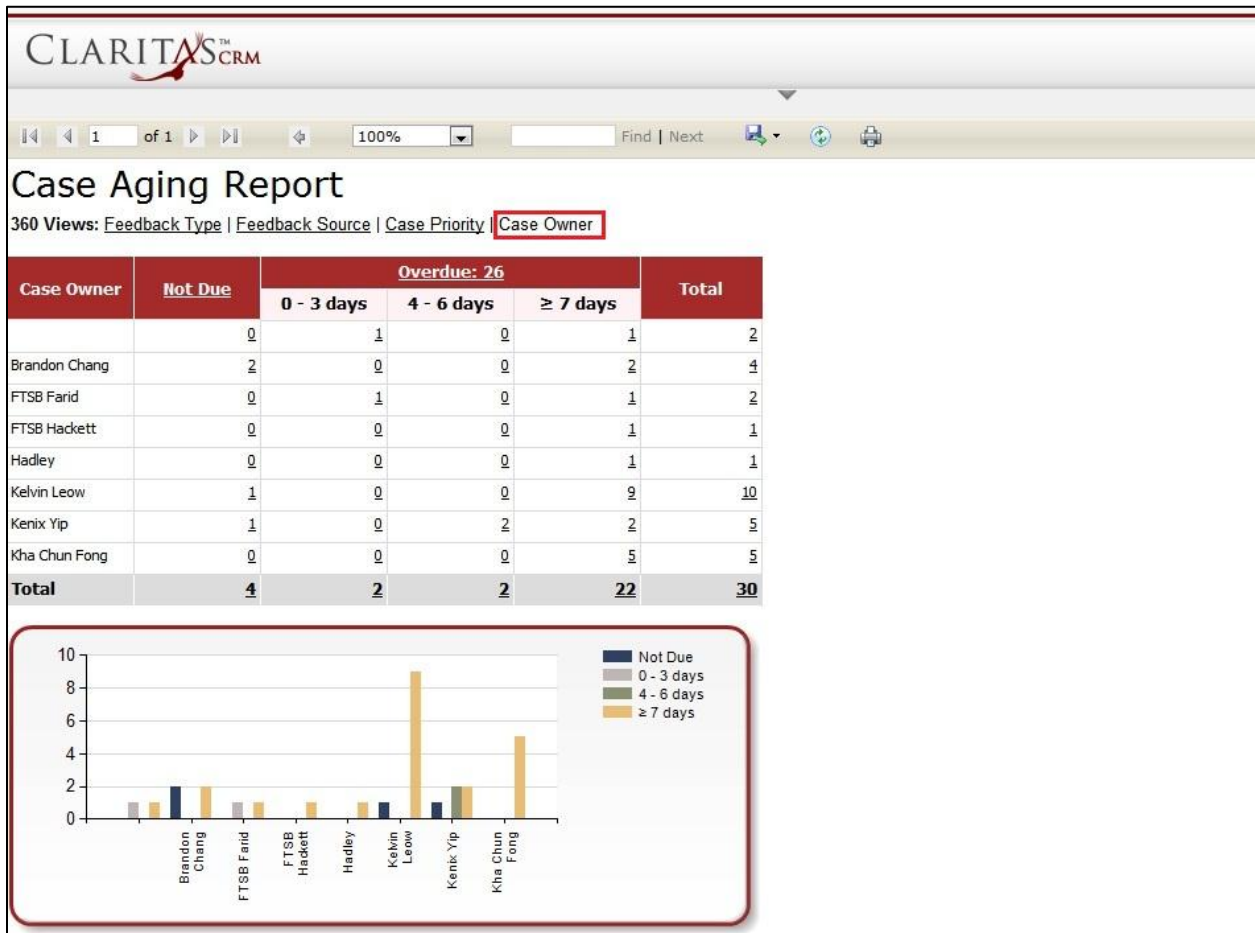 CLARITAS™ CRM
1 of 1 100% Find | Next
Case Aging Report
360 Views: Feedback Type | Feedback Source | Case Priority | Case Owner
Case Owner Not Due Overdue: 26 Total
0 - 3 days 4 - 6 days ≥ 7 days
0 1 0 1 2
Brandon Chang 2 0 0 2 4
FTSB Farid 0 1 0 1 2
FTSB Hackett 0 0 0 1 1
Hadley 0 0 0 1 1
Kelvin Leow 1 0 0 9 10
Kenix Yip 1 0 2 2 5
Kha Chun Fong 0 0 0 5 5
Total 4 2 2 22 30
10
8
6
4
2
0
Not Due
0 - 3 days
4 - 6 days
≥ 7 days
Brandon
Chang
FTSB Farid
FTSB
Hackett
Hadley
Kelvin
Leow
Kenix Yip
Kha Chun
Fong